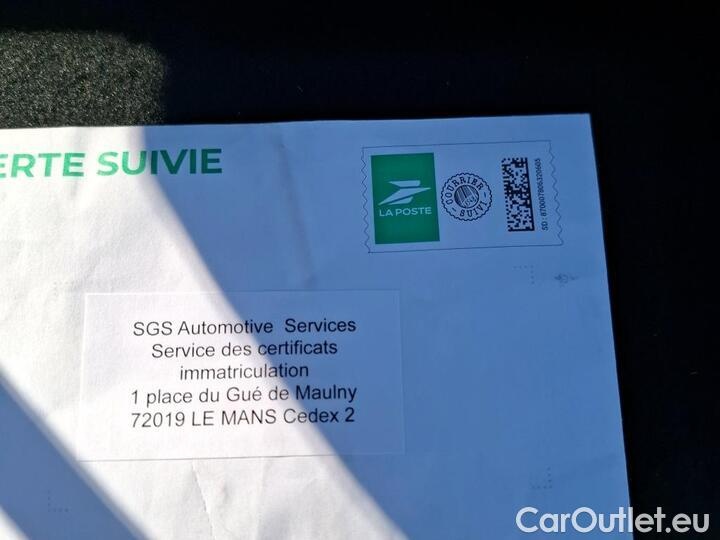 ERTE SUIVIE
LA POSTE
COURRIER
SUIVI
SD : 87000780632060S
SGS Automotive Services
Service des certificats
immatriculation
1 place du Gué de Maulny
72019 LE MANS Cedex 2
CarOutlet.eu